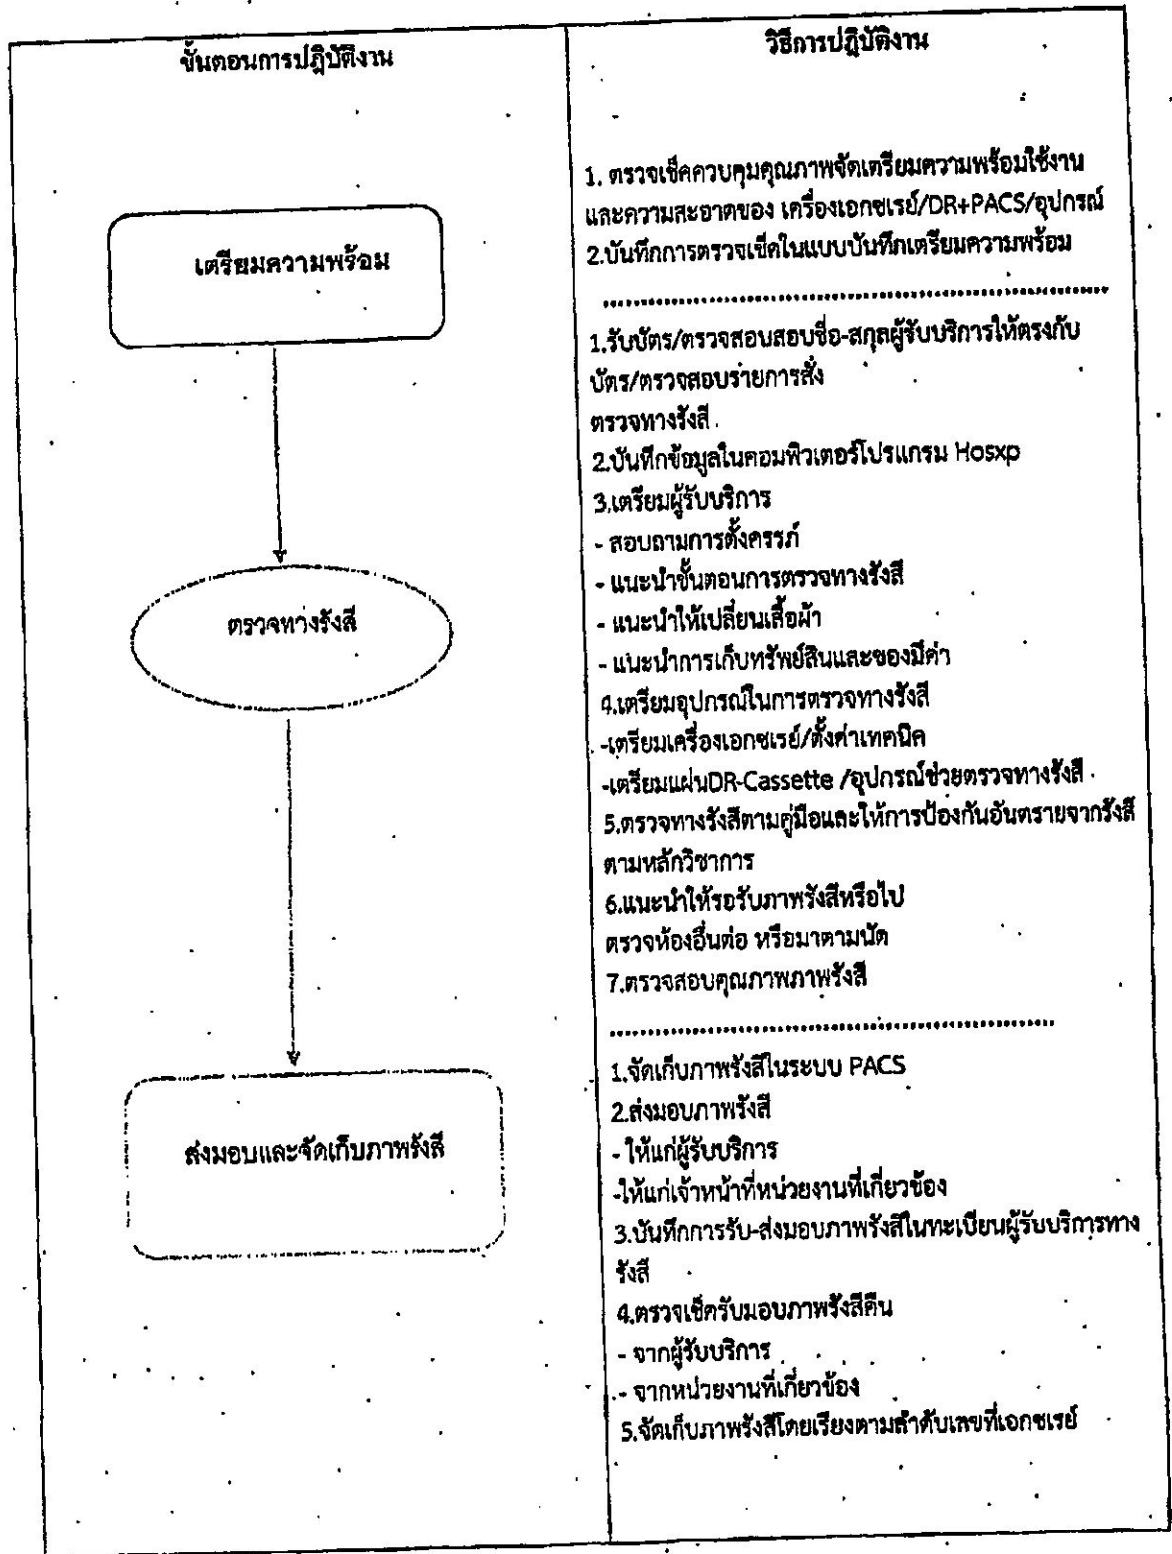 ขั้นตอนการปฏิบัติงาน
วิธีการปฏิบัติงาน
เตรียมความพร้อม
1. ตรวจเช็คควบคุมคุณภาพจัดเตรียมความพร้อมใช้งาน
และความสะอาดของ เครื่องเอกซเรย์/DR+PACS/อุปกรณ์
2.บันทึกการตรวจเช็คในแบบบันทึกเตรียมความพร้อม
ตรวจทางรังสี
1.รับบัตร/ตรวจสอบสอบชื่อ-สกุลผู้รับบริการให้ตรงกับ
บัตร/ตรวจสอบรายการสั่ง
ตรวจทางรังสี
2.บันทึกข้อมูลในคอมพิวเตอร์โปรแกรม Hosxp
3.เตรียมผู้รับบริการ
- สอบถามการตั้งครรภ์
- แนะนำขั้นตอนการตรวจทางรังสี
- แนะนำให้เปลี่ยนเสื้อผ้า
- แนะนำการเก็บทรัพย์สินและของมีค่า
4.เตรียมอุปกรณ์ในการตรวจทางรังสี
-เตรียมเครื่องเอกซเรย์/ตั้งค่าเทคนิค
-เตรียมแผ่นDR-Cassette /อุปกรณ์ช่วยตรวจทางรังสี
5.ตรวจทางรังสีตามคู่มือและให้การป้องกันอันตรายจากรังสี
ตามหลักวิชาการ
6.แนะนำให้รอรับภาพรังสีหรือไป
ตรวจห้องอื่นต่อ หรือมาตามนัด
7.ตรวจสอบคุณภาพภาพรังสี
ส่งมอบและจัดเก็บภาพรังสี
1.จัดเก็บภาพรังสีในระบบ PACS
2.ส่งมอบภาพรังสี
- ให้แก่ผู้รับบริการ
-ให้แก่เจ้าหน้าที่หน่วยงานที่เกี่ยวข้อง
3.บันทึกการรับ-ส่งมอบภาพรังสีในทะเบียนผู้รับบริการทาง
รังสี
4.ตรวจเช็ครับมอบภาพรังสีคืน
- จากผู้รับบริการ
- จากหน่วยงานที่เกี่ยวข้อง
5.จัดเก็บภาพรังสีโดยเรียงตามลำดับเลขที่เอกซเรย์